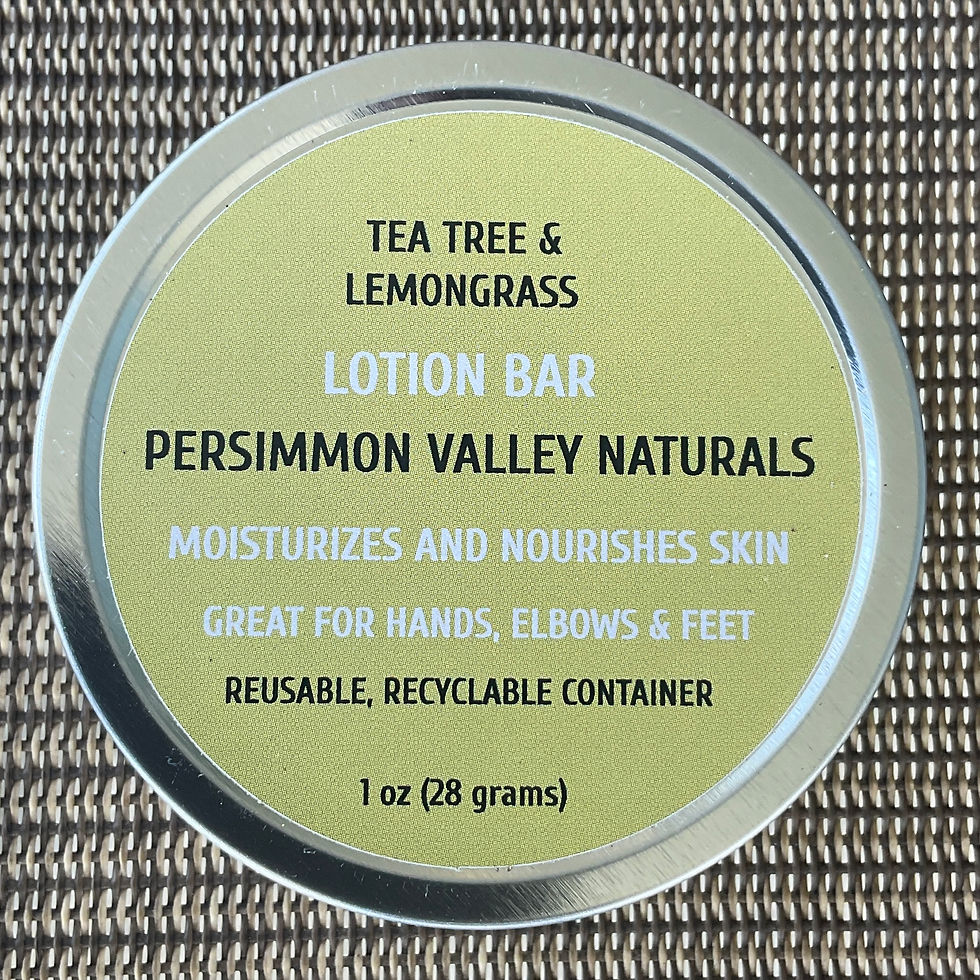 TEA TREE &
LEMONGRASS
LOTION BAR
PERSIMMON VALLEY NATURALS
MOISTURIZES AND NOURISHES SKIN
GREAT FOR HANDS, ELBOWS & FEET
REUSABLE, RECYCLABLE CONTAINER
1 oz (28 grams)